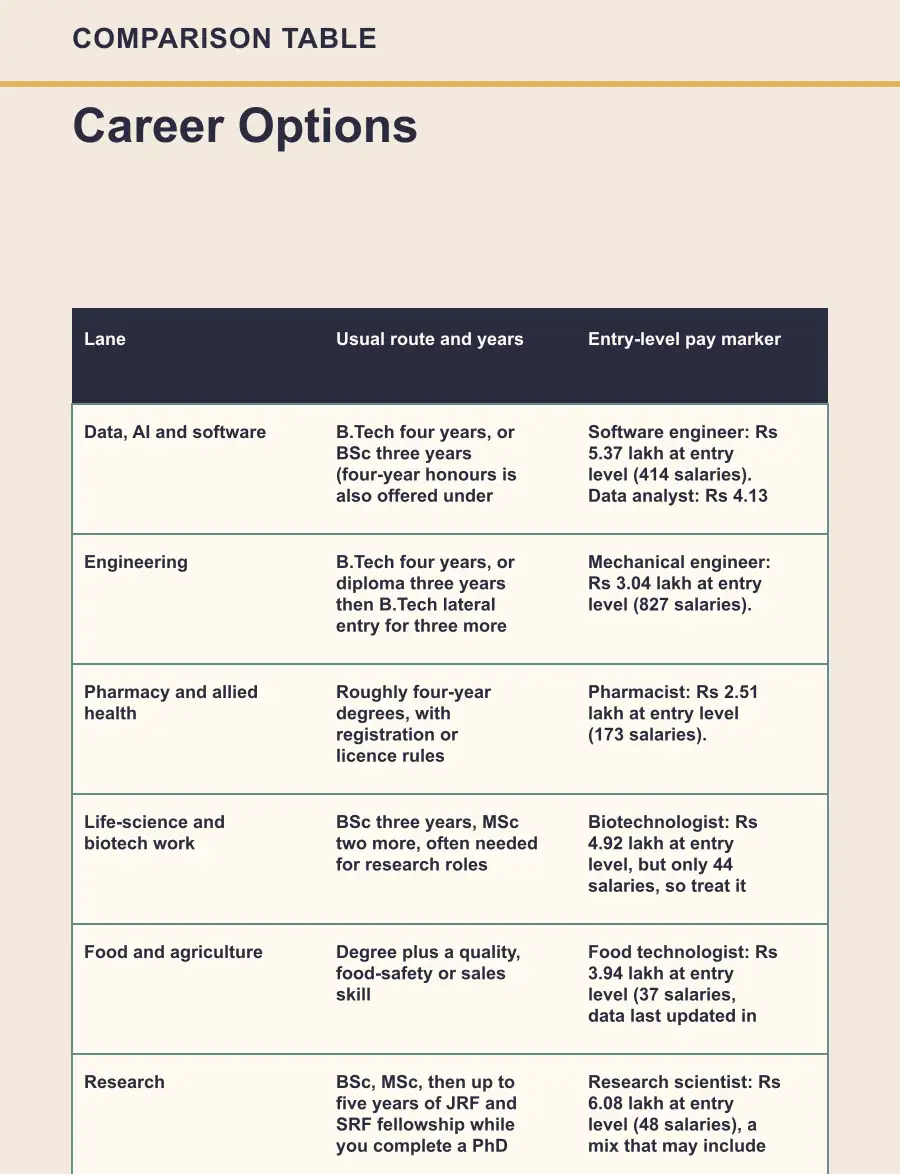 COMPARISON TABLE
Career Options
Lane
Usual route and years
Entry-level pay marker
Data, AI and software
B.Tech four years, or
BSc three years
(four-year honours is
also offered under
Software engineer: Rs
5.37 lakh at entry
level (414 salaries).
Data analyst: Rs 4.13
Engineering
B.Tech four years, or
diploma three years
then B.Tech lateral
entry for three more
Mechanical engineer:
Rs 3.04 lakh at entry
level (827 salaries).
Pharmacy and allied
health
Roughly four-year
degrees, with
registration or
licence rules
Pharmacist: Rs 2.51
lakh at entry level
(173 salaries).
Life-science and
biotech work
BSc three years, MSc
two more, often needed
for research roles
Biotechnologist: Rs
4.92 lakh at entry
level, but only 44
salaries, so treat it
Food and agriculture
Degree plus a quality,
food-safety or sales
skill
Food technologist: Rs
3.94 lakh at entry
level (37 salaries,
data last updated in
Research
BSc, MSc, then up to
five years of JRF and
SRF fellowship while
you complete a PhD
Research scientist: Rs
6.08 lakh at entry
level (48 salaries), a
mix that may include